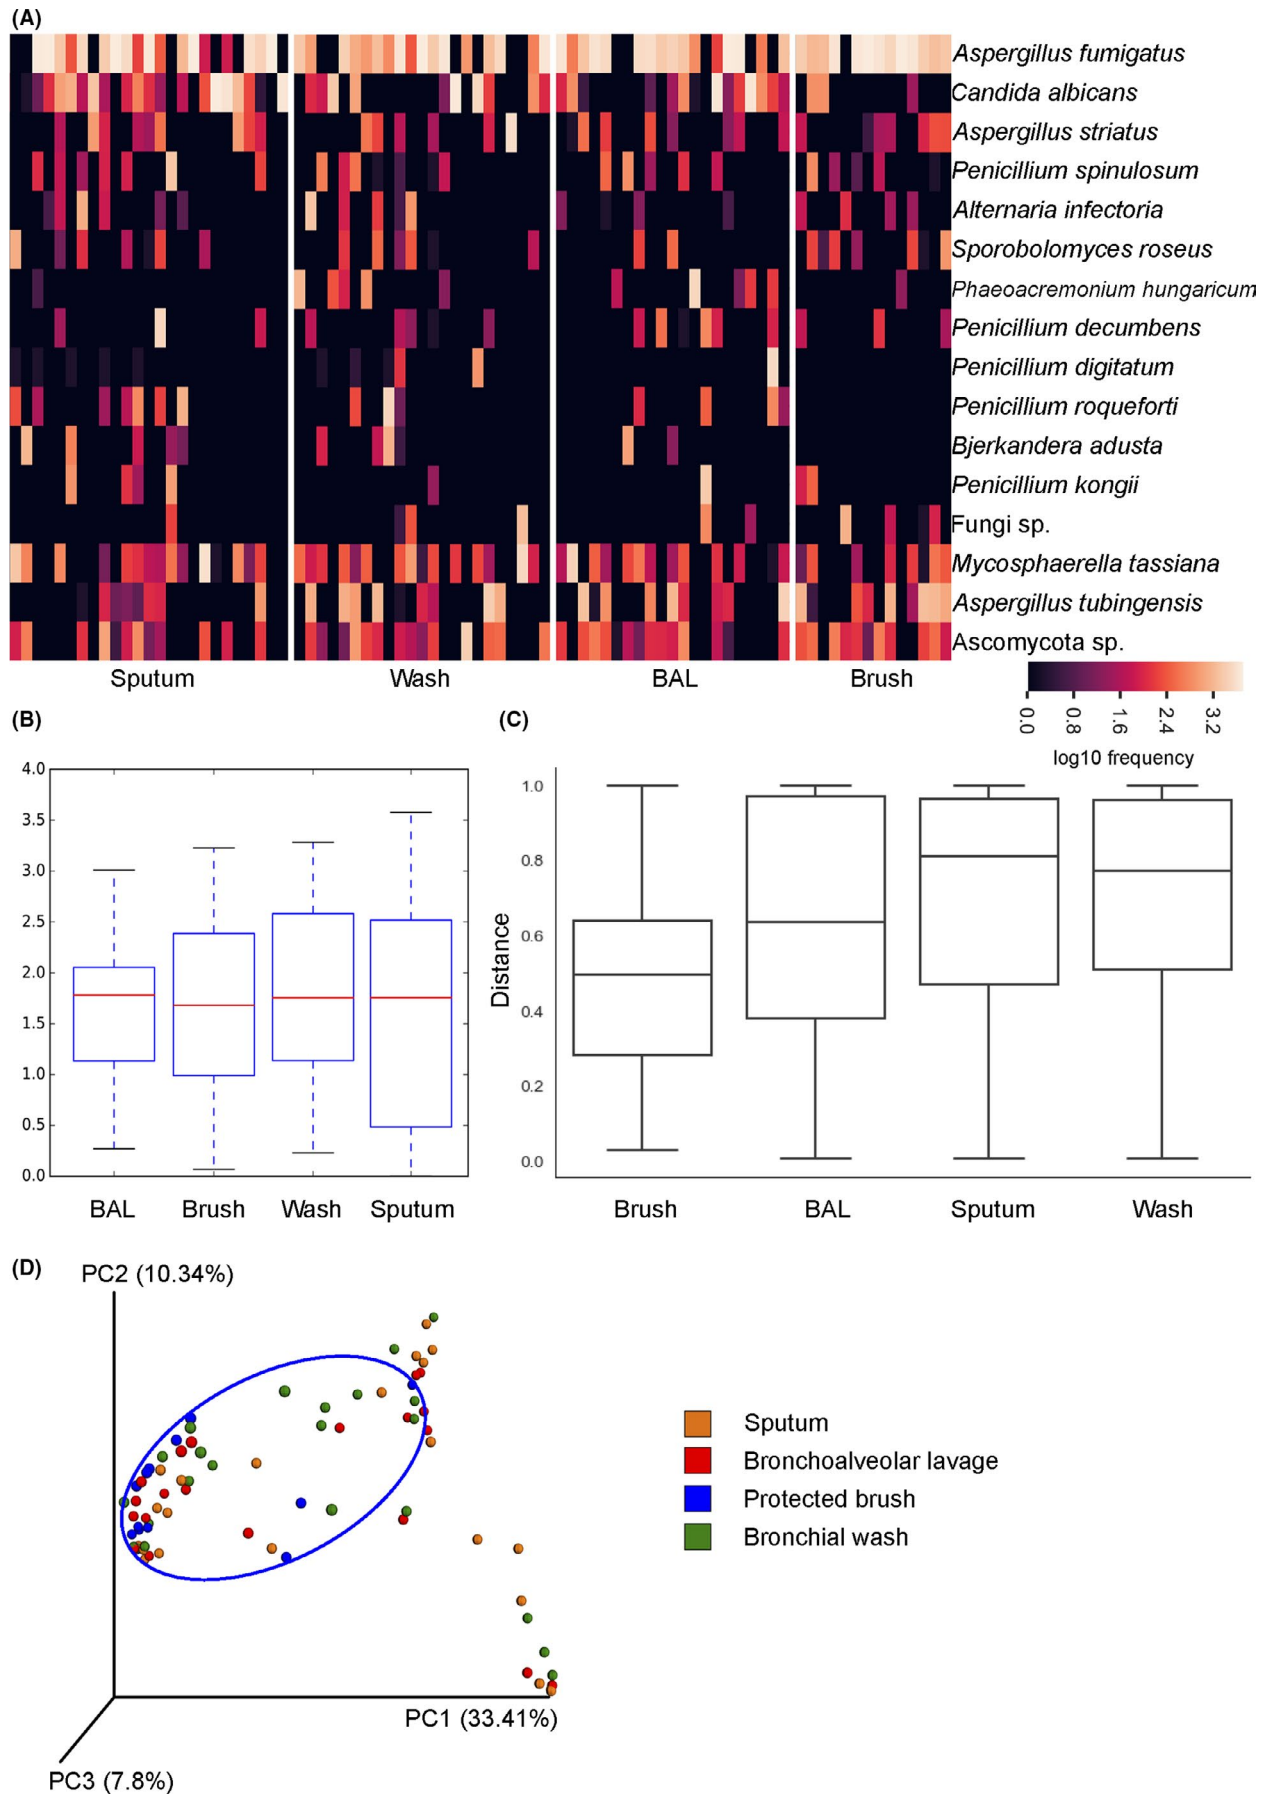 (A)
Aspergillus fumigatus
Candida albicans
Aspergillus striatus
Penicillium spinulosum
Alternaria infectoria
Sporobolomyces roseus
Phaeoacremonium hungaricum
Penicillium decumbens
Penicillium digitatum
Penicillium roqueforti
Bjerkandera adusta
Penicillium kongii
Fungi sp.
Mycosphaerella tassiana
Aspergillus tubingensis
Ascomycota sp.
Sputum Wash BAL Brush
0.0 0.8 1.6 2.4 3.2
log10 frequency
(B)
4.0
3.5
3.0
2.5
2.0
1.5
1.0
0.5
0.0
BAL Brush Wash Sputum
(C)
Distance
1.0
0.8
0.6
0.4
0.2
0.0
Brush BAL Sputum Wash
(D)
PC2 (10.34%)
PC1 (33.41%)
PC3 (7.8%)
Sputum
Bronchoalveolar lavage
Protected brush
Bronchial wash